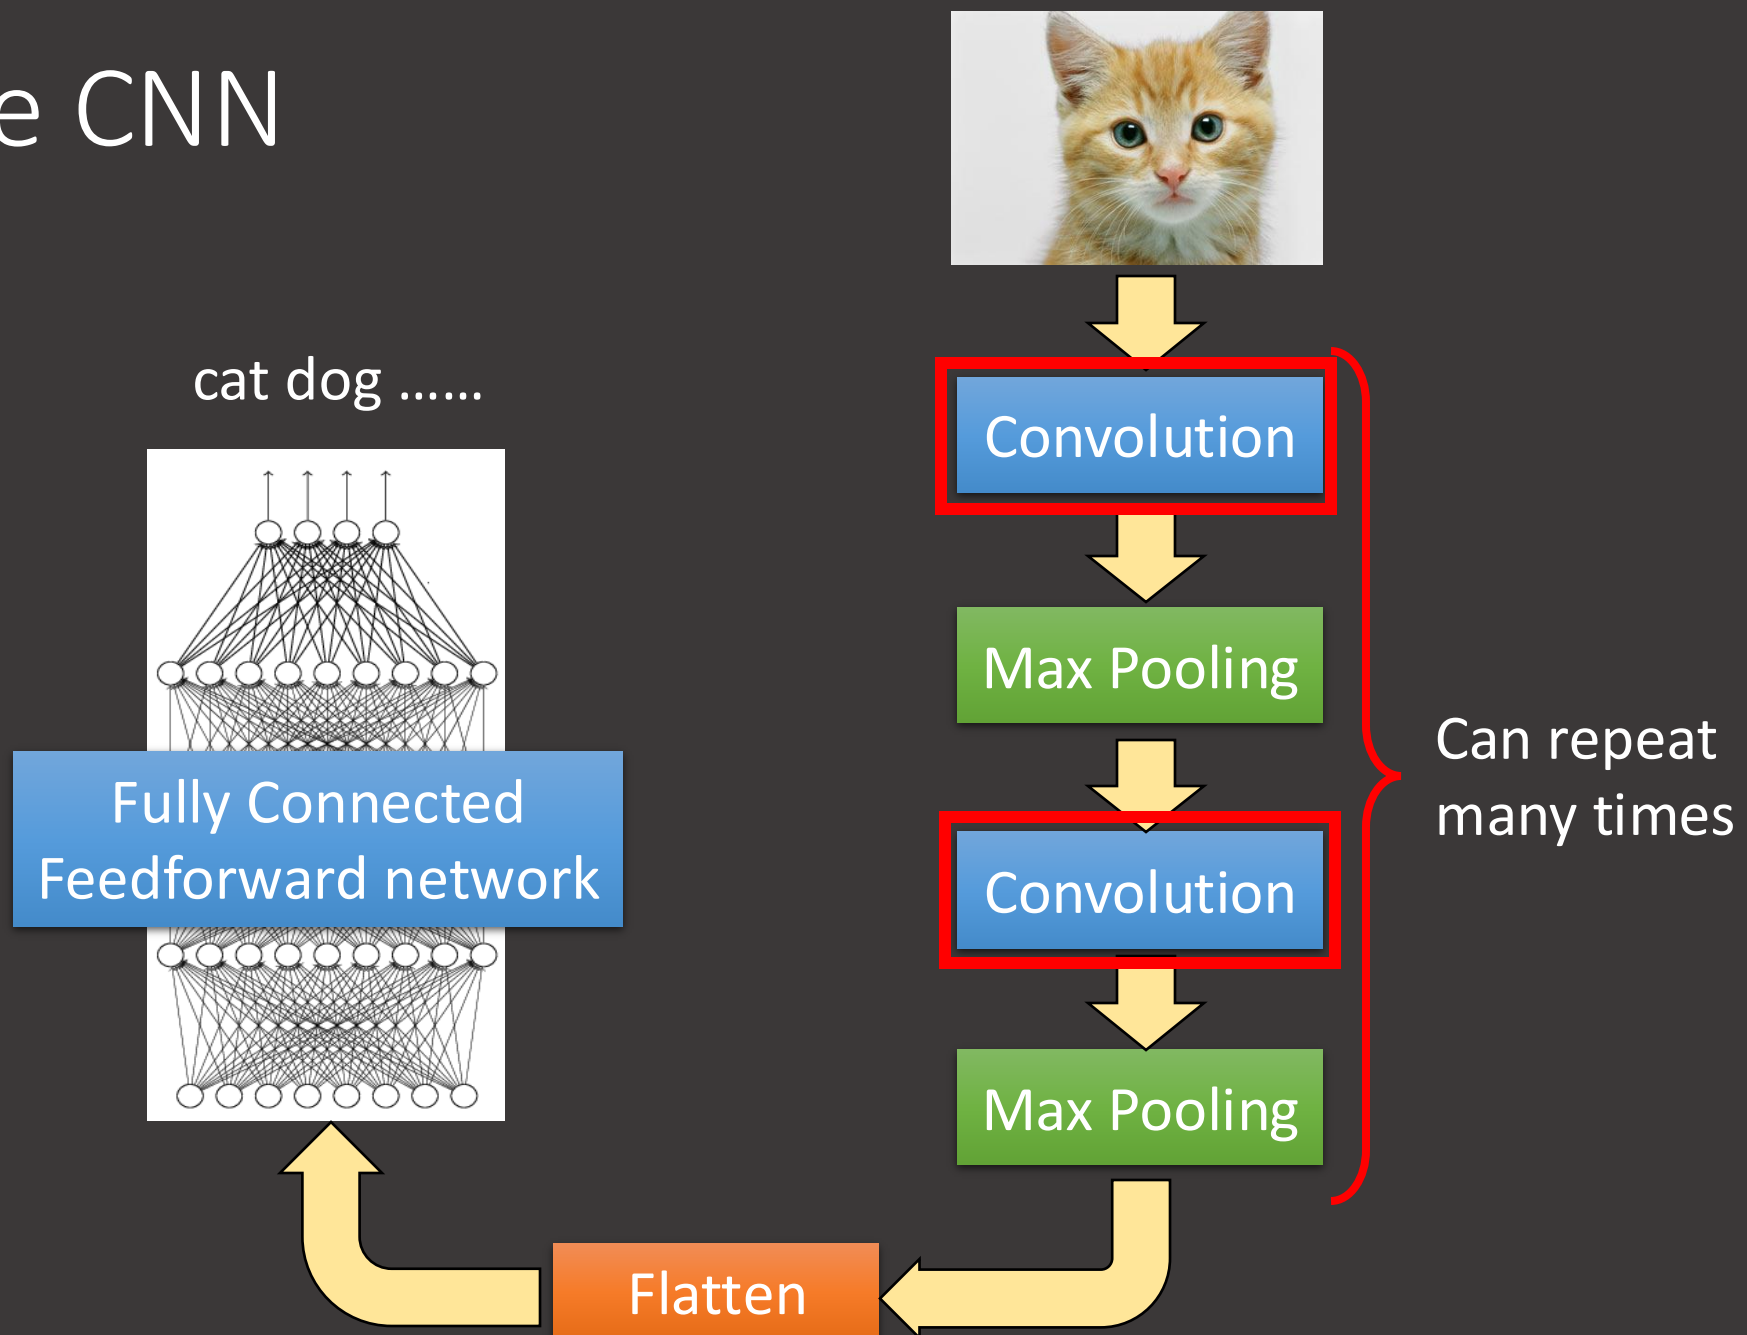 e CNN
cat dog ……
Convolution
Max Pooling
Can repeat
many times
Fully Connected
Feedforward network
Convolution
Max Pooling
Flatten